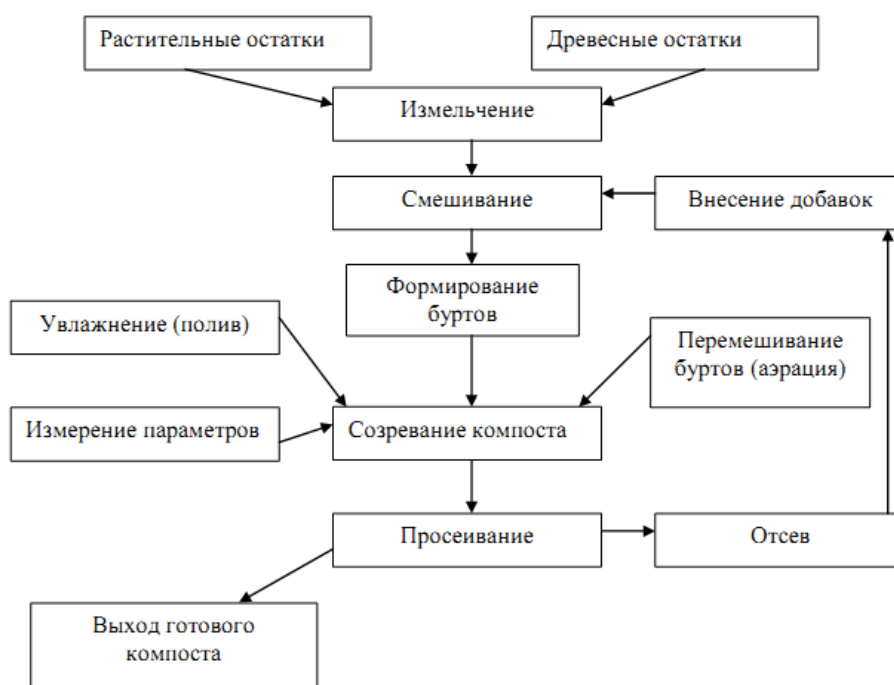 Растительные остатки
Древесные остатки
Измельчение
Смешивание
Внесение добавок
Формирование
буртов
Увлажнение (полив)
Перемешивание
буртов (аэрация)
Измерение параметров
Созревание компоста
Просеивание
Отсев
Выход готового
компоста